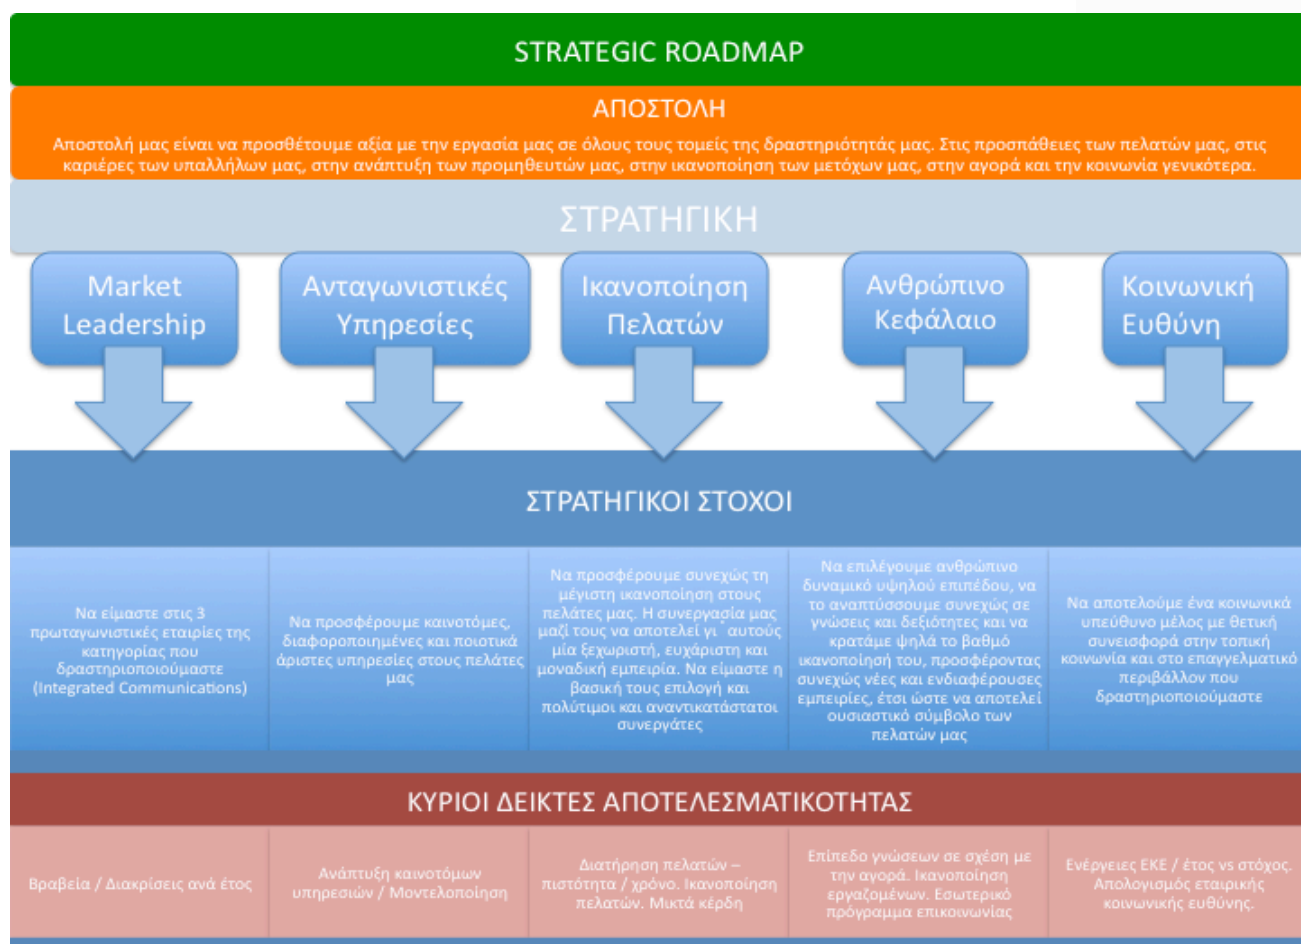 STRATEGIC ROADMAP
ΑΠΟΣΤΟΛΗ
Αποστολή μας είναι να προσθέτουμε αξία με την εργασία μας σε όλους τους τομείς της δραστηριότητάς μας. Στις προσπάθειες των πελατών μας, στις
καριέρες των υπαλλήλων μας, στην ανάπτυξη των προμηθευτών μας, στην ικανοποίηση των μετόχων μας, στην αγορά και την κοινωνία γενικότερα.
ΣΤΡΑΤΗΓΙΚΗ
Market
Leadership
Ανταγωνιστικές
Υπηρεσίες
Ικανοποίηση
Πελατών
Ανθρώπινο
Κεφάλαιο
Κοινωνική
Ευθύνη
ΣΤΡΑΤΗΓΙΚΟΙ ΣΤΟΧΟΙ
Να είμαστε στις 3
πρωταγωνιστικές εταιρίες της
κατηγορίας που
δραστηριοποιούμαστε
(Integrated Communications)
Να προσφέρουμε καινοτόμες,
διαφοροποιημένες και ποιοτικά
άριστες υπηρεσίες στους πελάτες
μας
Να προσφέρουμε συνεχώς τη
μέγιστη ικανοποίηση στους
πελάτες μας. Η συνεργασία μας
μαζί τους να αποτελεί γι΄ αυτούς
μία ξεχωριστή, ευχάριστη και
μοναδική εμπειρία. Να είμαστε η
βασική τους επιλογή και
πολύτιμοι και αναντικατάστατοι
συνεργάτες
Να επιλέγουμε ανθρώπινο
δυναμικό υψηλού επιπέδου, να
το αναπτύσσουμε συνεχώς σε
γνώσεις και δεξιότητες και να
κρατάμε ψηλά το βαθμό
ικανοποίησή του, προσφέροντας
συνεχώς νέες και ενδιαφέρουσες
εμπειρίες, έτσι ώστε να αποτελεί
ουσιαστικό σύμβολο των
πελατών μας
Να αποτελούμε ένα κοινωνικά
υπεύθυνο μέλος με θετική
συνεισφορά στην τοπική
κοινωνία και στο επαγγελματικό
περιβάλλον που
δραστηριοποιούμαστε
ΚΥΡΙΟΙ ΔΕΙΚΤΕΣ ΑΠΟΤΕΛΕΣΜΑΤΙΚΟΤΗΤΑΣ
Βραβεία / Διακρίσεις ανά έτος
Ανάπτυξη καινοτόμων
υπηρεσιών / Μοντελοποίηση
Διατήρηση πελατών –
πιστότητα / χρόνο. Ικανοποίηση
πελατών. Μικτά κέρδη
Επίπεδο γνώσεων σε σχέση με
την αγορά. Ικανοποίηση
εργαζομένων. Εσωτερικό
πρόγραμμα επικοινωνίας
Ενέργειες ΕΚΕ / έτος vs στόχος.
Απολογισμός εταιρικής
κοινωνικής ευθύνης.